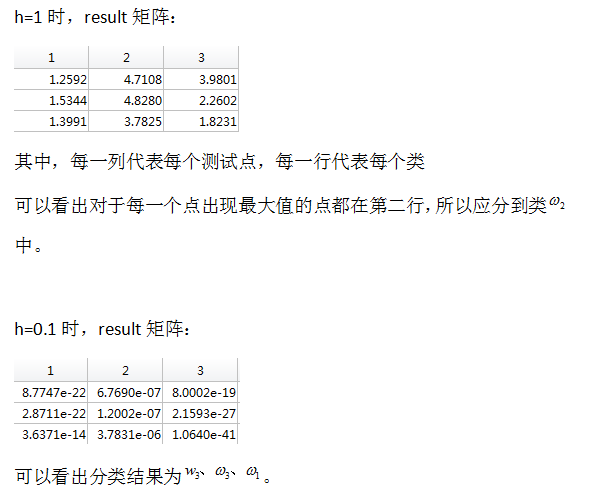 h=1 时，result 矩阵：
1 2 3
1.2592 4.7108 3.9801
1.5344 4.8280 2.2602
1.3991 3.7825 1.8231
其中，每一列代表每个测试点，每一行代表每个类
可以看出对于每一个点出现最大值的点都在第二行，所以应分到类ω₂
中。
h=0.1 时，result 矩阵：
1 2 3
8.7747e-22 6.7690e-07 8.0002e-19
2.8711e-22 1.2002e-07 2.1593e-27
3.6371e-14 3.7831e-06 1.0640e-41
可以看出分类结果为w₃、ω₃、ω₁。